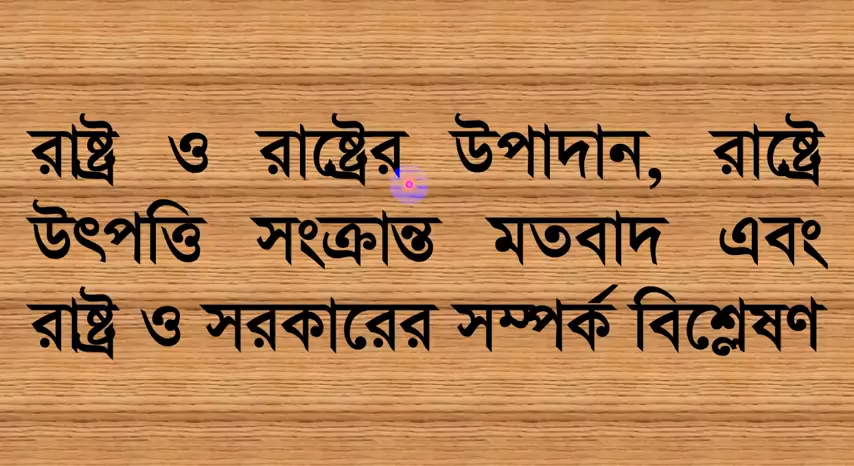 রাষ্ট্র ও রাষ্ট্রের উপাদান, রাষ্ট্রে
উৎপত্তি সংক্রান্ত মতবাদ এবং
রাষ্ট্র ও সরকারের সম্পর্ক বিশ্লেষণ